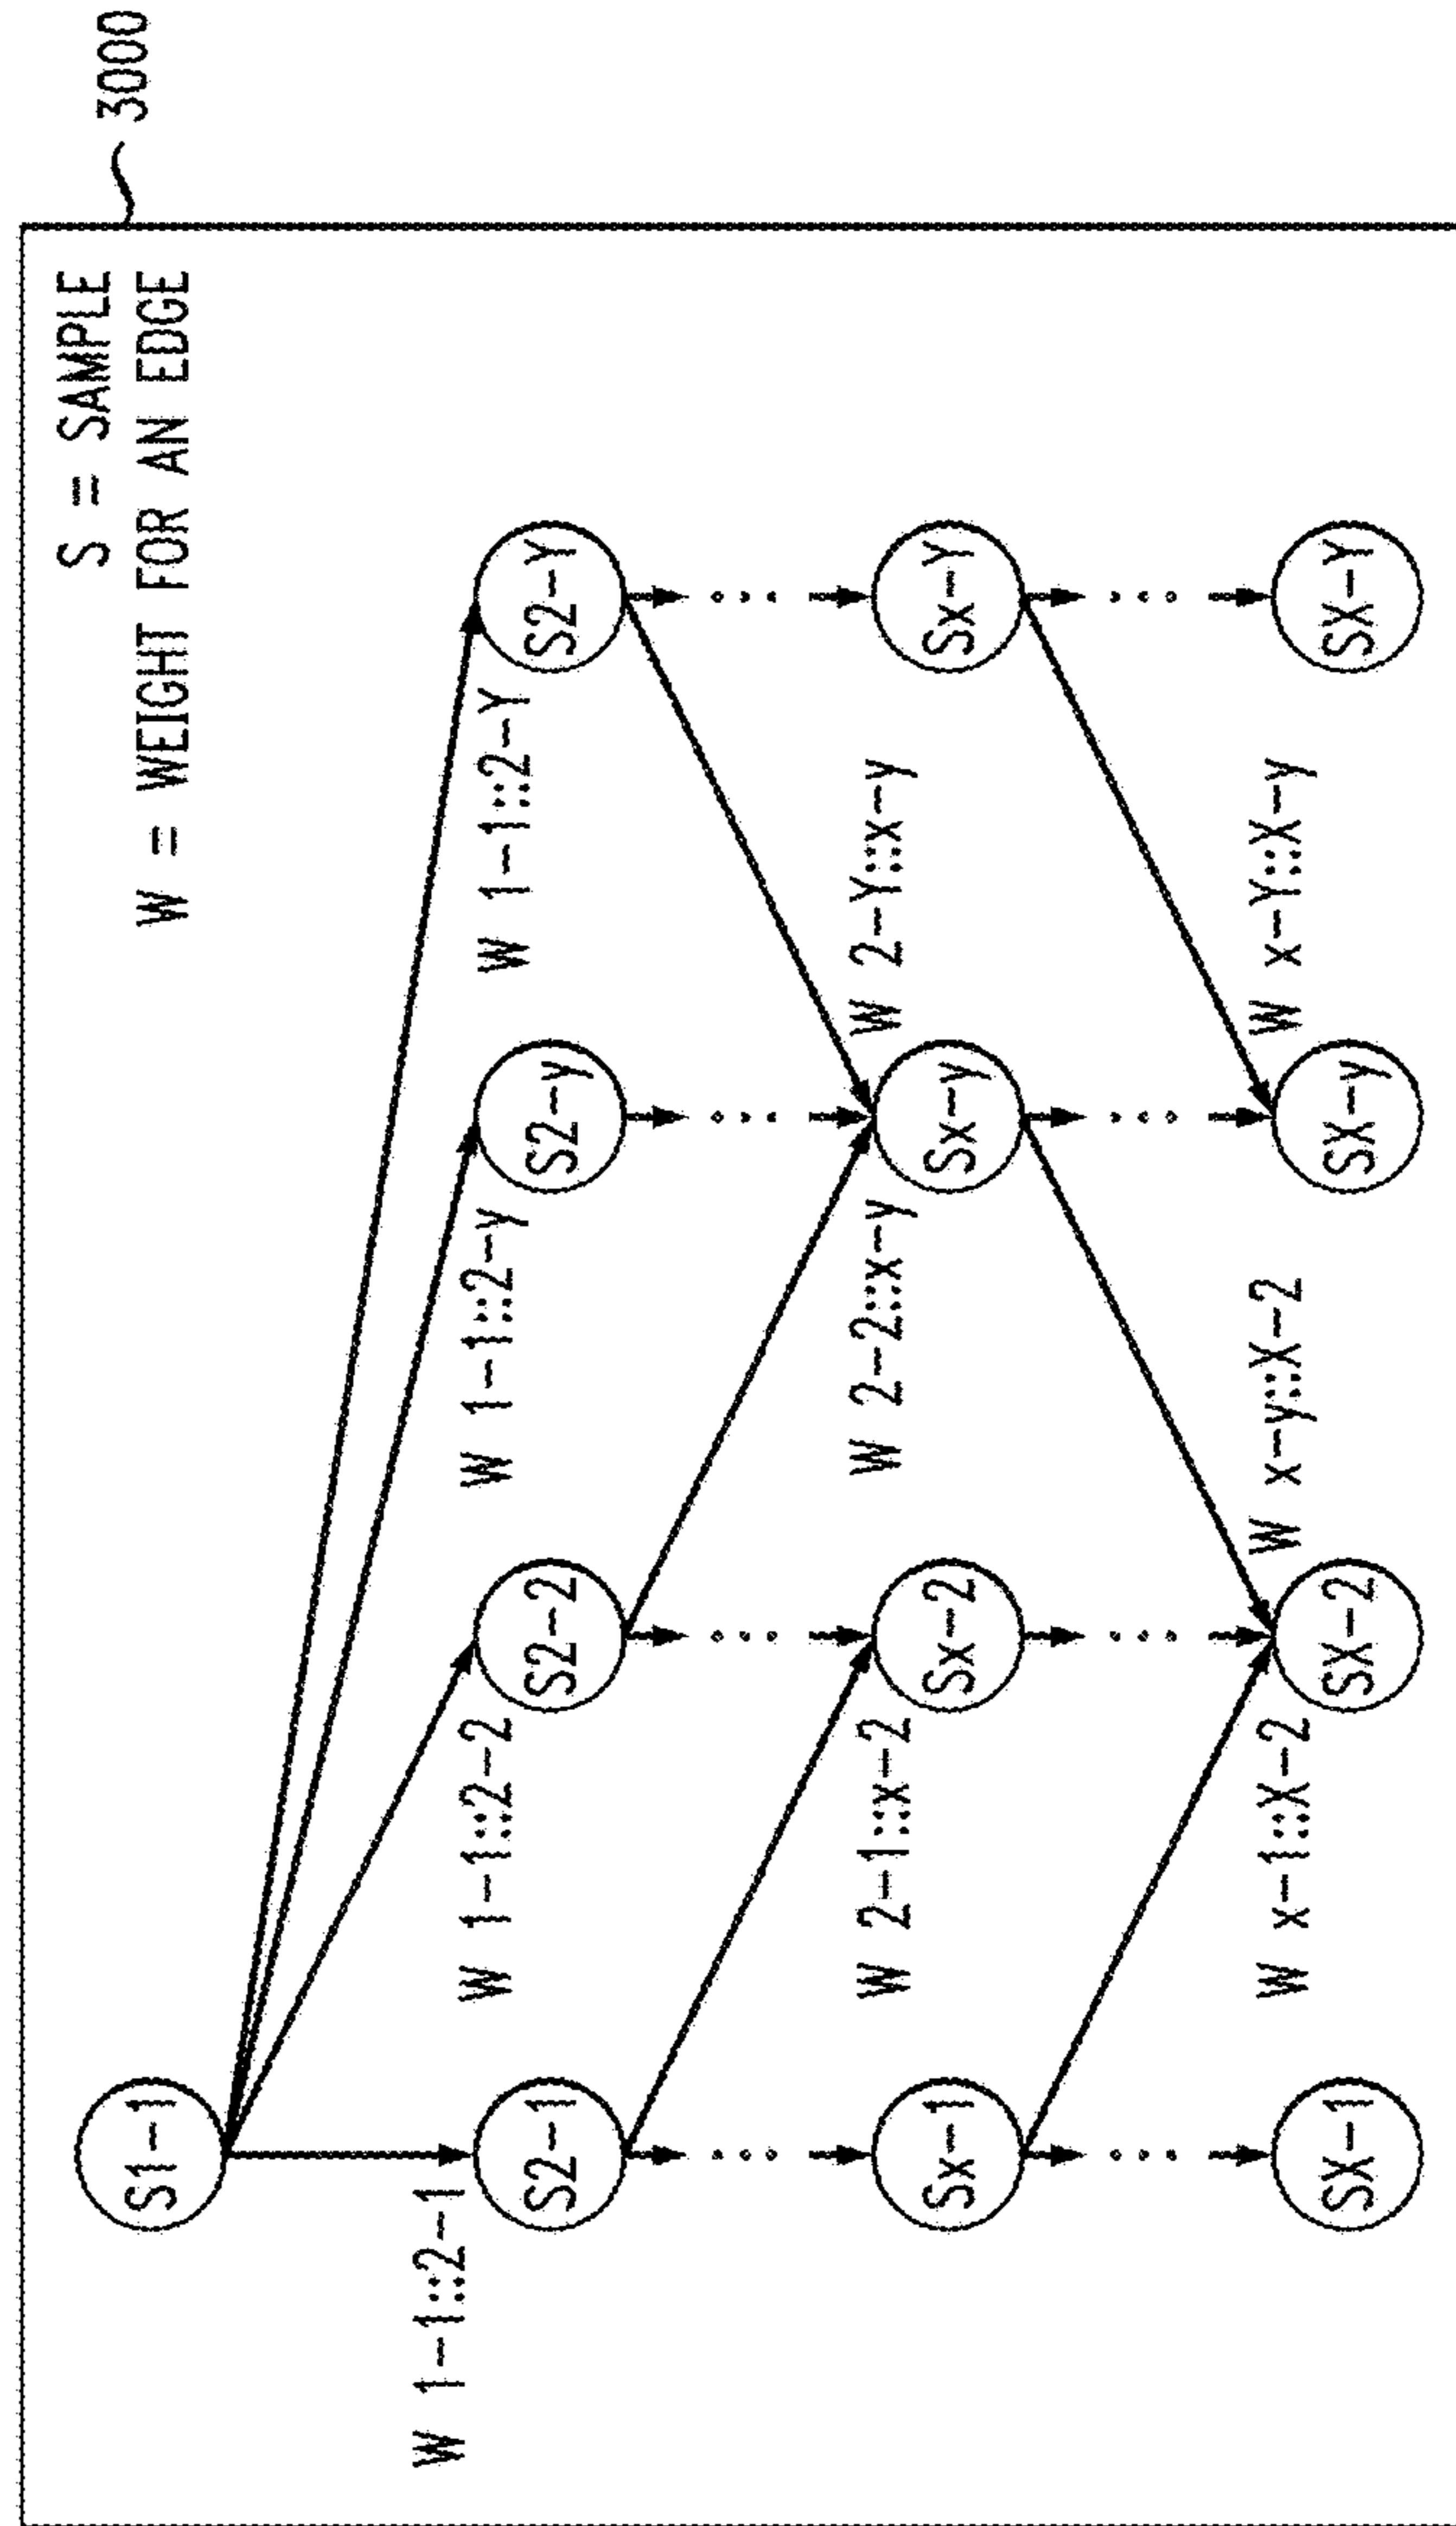 3000
S = SAMPLE
W = WEIGHT FOR AN EDGE
S1-1
W 1-1::2-1
S2-1
W 1-1::2-2
S2-2
W 1-1::2-y
S2-y
W 1-1::2-Y
S2-Y
...
...
...
...
Sx-1
W 2-1::x-2
Sx-2
W 2-2::x-y
Sx-y
W 2-Y::x-y
Sx-Y
...
...
...
...
SX-1
W x-1::X-2
SX-2
W x-y::X-2
SX-y
W x-Y::X-y
SX-Y